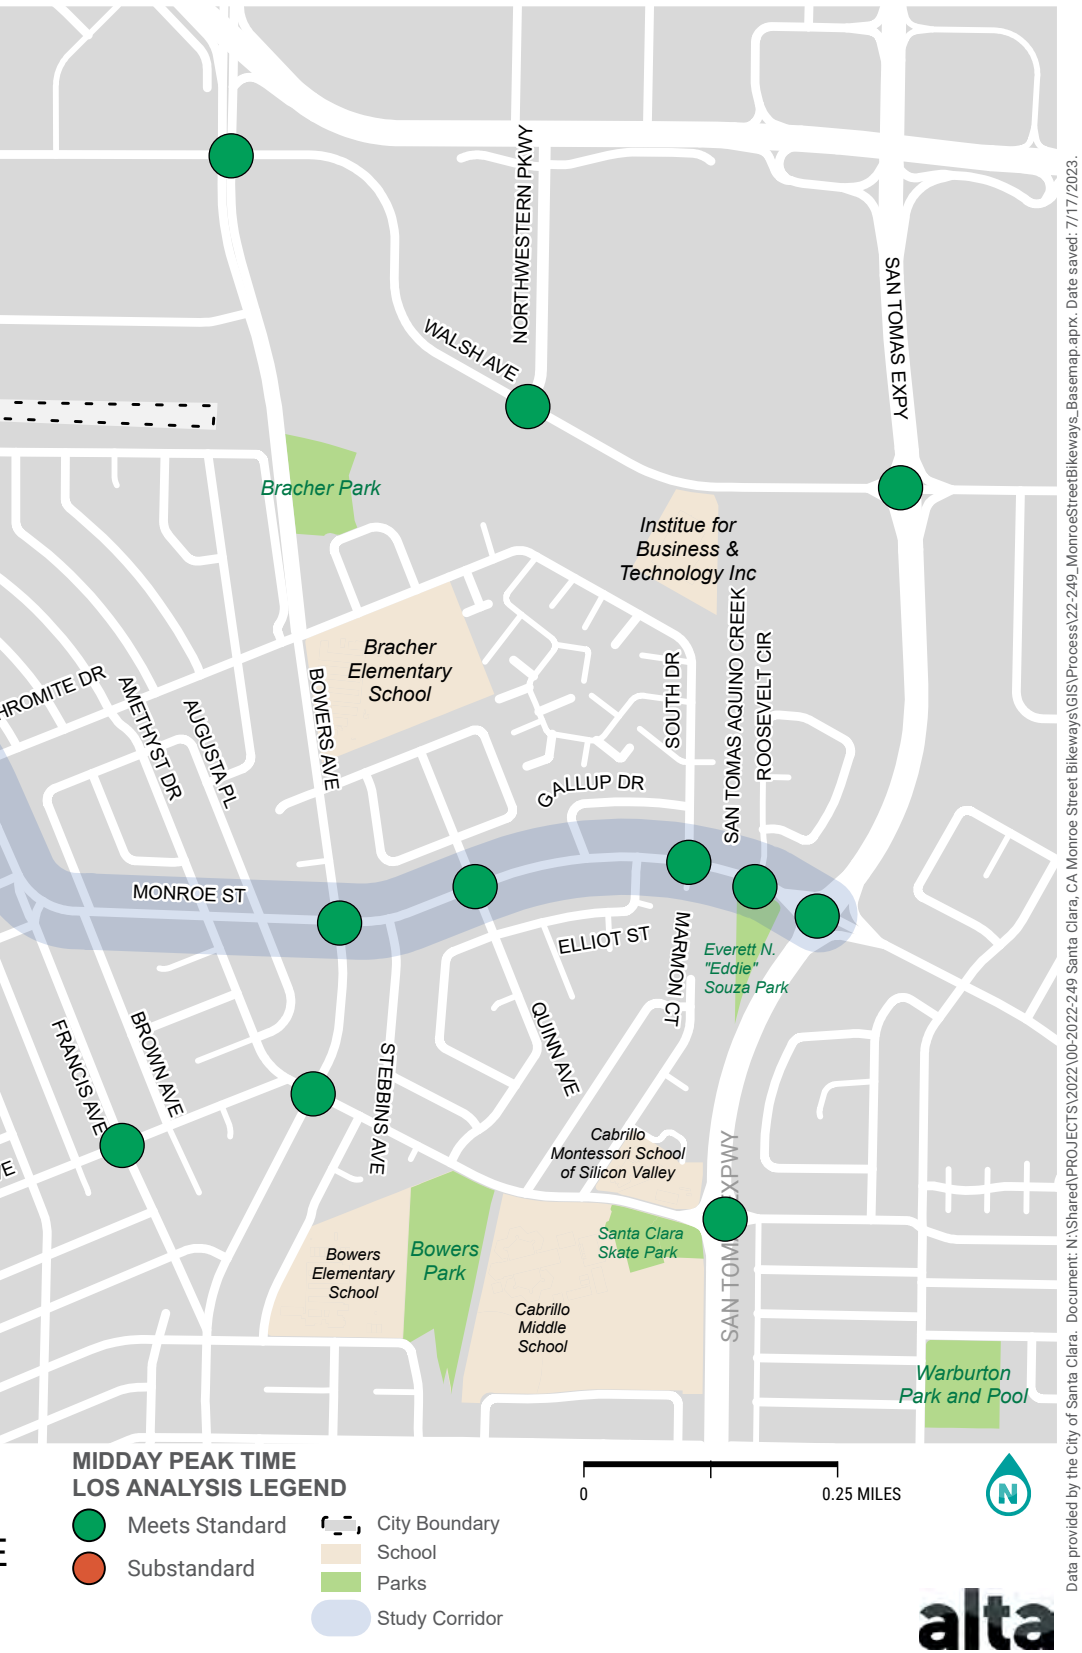 NORTHWESTERN PKWY
WALSH AVE
SAN TOMAS EXPY
Bracher Park
Institue for
Business &
Technology Inc
Bracher
Elementary
School
HROMITE DR
AMETHYST DR
AUGUSTA PL
BOWERS AVE
SOUTH DR
SAN TOMAS AQUINO CREEK
ROOSEVELT CIR
GALLUP DR
MONROE ST
ELLIOT ST
MARMON CT
Everett N.
"Eddie"
Souza Park
FRANCIS AVE
BROWN AVE
STEBBINS AVE
QUINN AVE
VE
Cabrillo
Montessori School
of Silicon Valley
SAN TOM EXPWY
Bowers
Elementary
School
Bowers
Park
Santa Clara
Skate Park
Cabrillo
Middle
School
Warburton
Park and Pool
MIDDAY PEAK TIME
LOS ANALYSIS LEGEND
Meets Standard
Substandard
City Boundary
School
Parks
Study Corridor
0
0.25 MILES
N
E
alta
Data provided by the City of Santa Clara. Document: N:\Shared\PROJECTS\2022\00-2022-249 Santa Clara, CA Monroe Street Bikeways\GIS\Process\22-249_MonroeStreetBikeways_Basemap.aprx. Date saved: 7/17/2023.